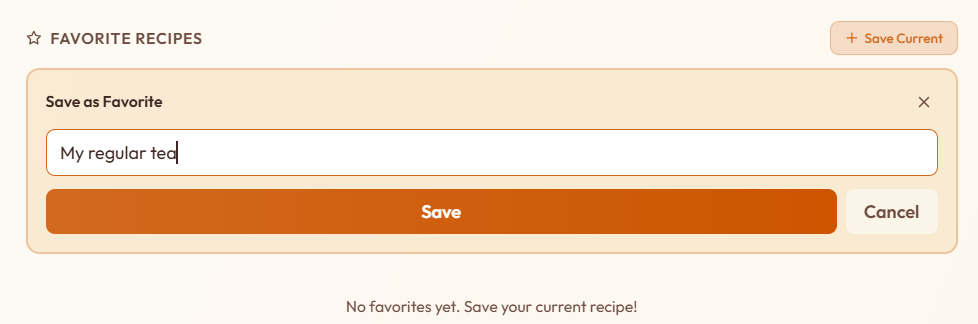 FAVORITE RECIPES
Save Current
Save as Favorite
My regular tea
Save
Cancel
No favorites yet. Save your current recipe!